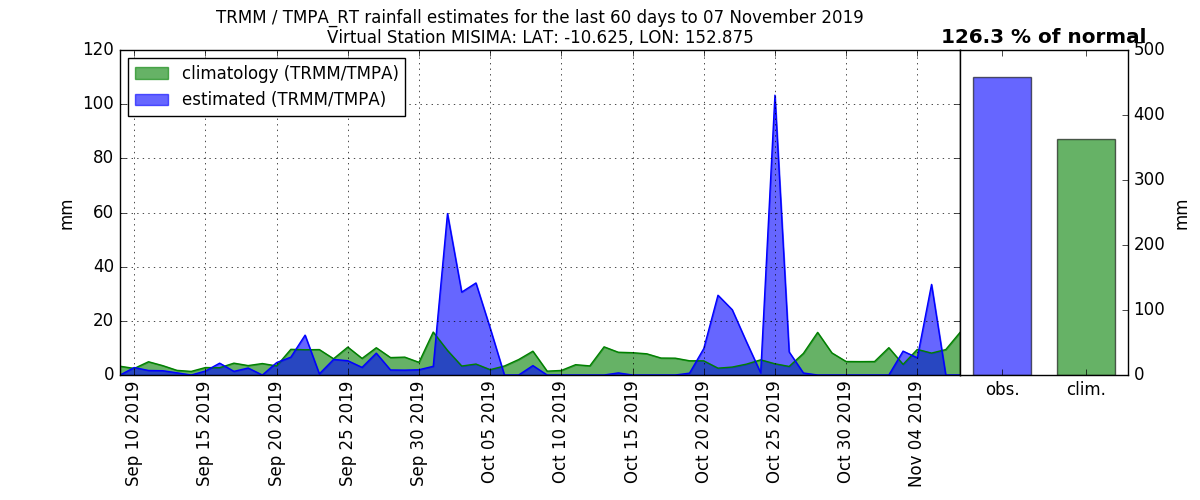 TRMM / TMPA_RT rainfall estimates for the last 60 days to 07 November 2019
Virtual Station MISIMA: LAT: -10.625, LON: 152.875
126.3 % of normal
climatology (TRMM/TMPA)
estimated (TRMM/TMPA)
120
100
80
60
40
20
0
mm
Sep 10 2019
Sep 15 2019
Sep 20 2019
Sep 25 2019
Sep 30 2019
Oct 05 2019
Oct 10 2019
Oct 15 2019
Oct 20 2019
Oct 25 2019
Oct 30 2019
Nov 04 2019
500
400
300
200
100
0
mm
obs.
clim.